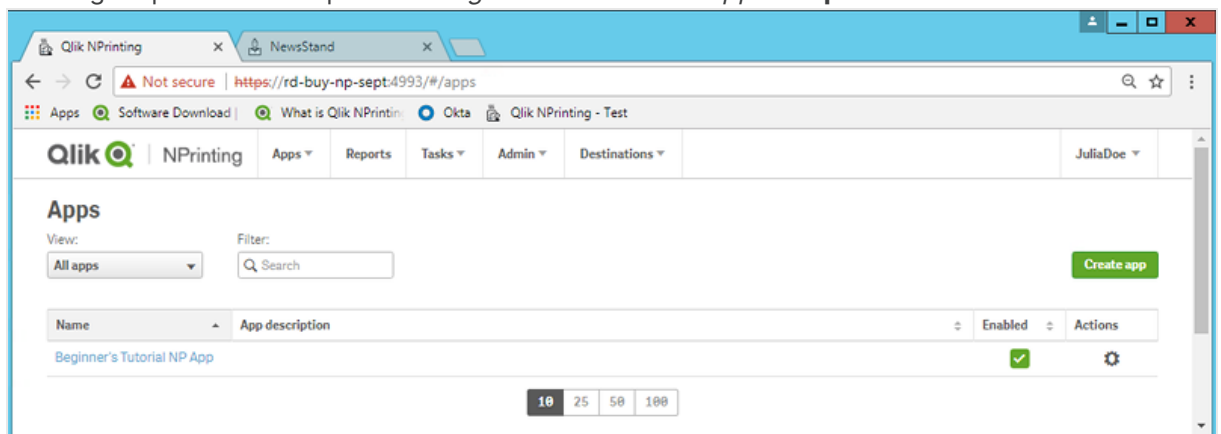 Qlik NPrinting NewsStand
Not secure | https://rd-buy-np-sept:4993/#/apps
Apps Software Download | What is Qlik NPrinting Okta Qlik NPrinting - Test
Qlik NPrinting Apps Reports Tasks Admin Destinations JuliaDoe
Apps
View: Filter:
All apps Search Create app
Name App description Enabled Actions
Beginner's Tutorial NP App
10 25 50 100